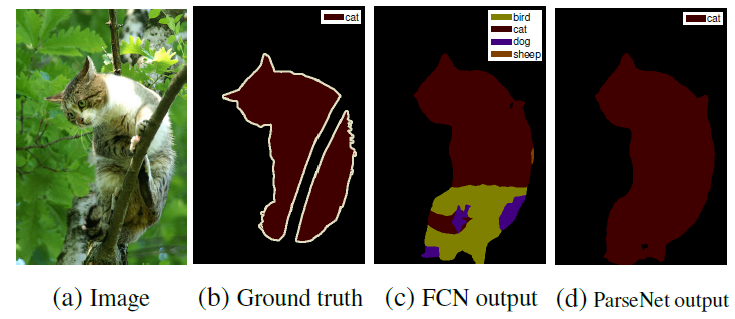 cat
bird
cat
dog
sheep
cat
(a) Image
(b) Ground truth
(c) FCN output
(d) ParseNet output